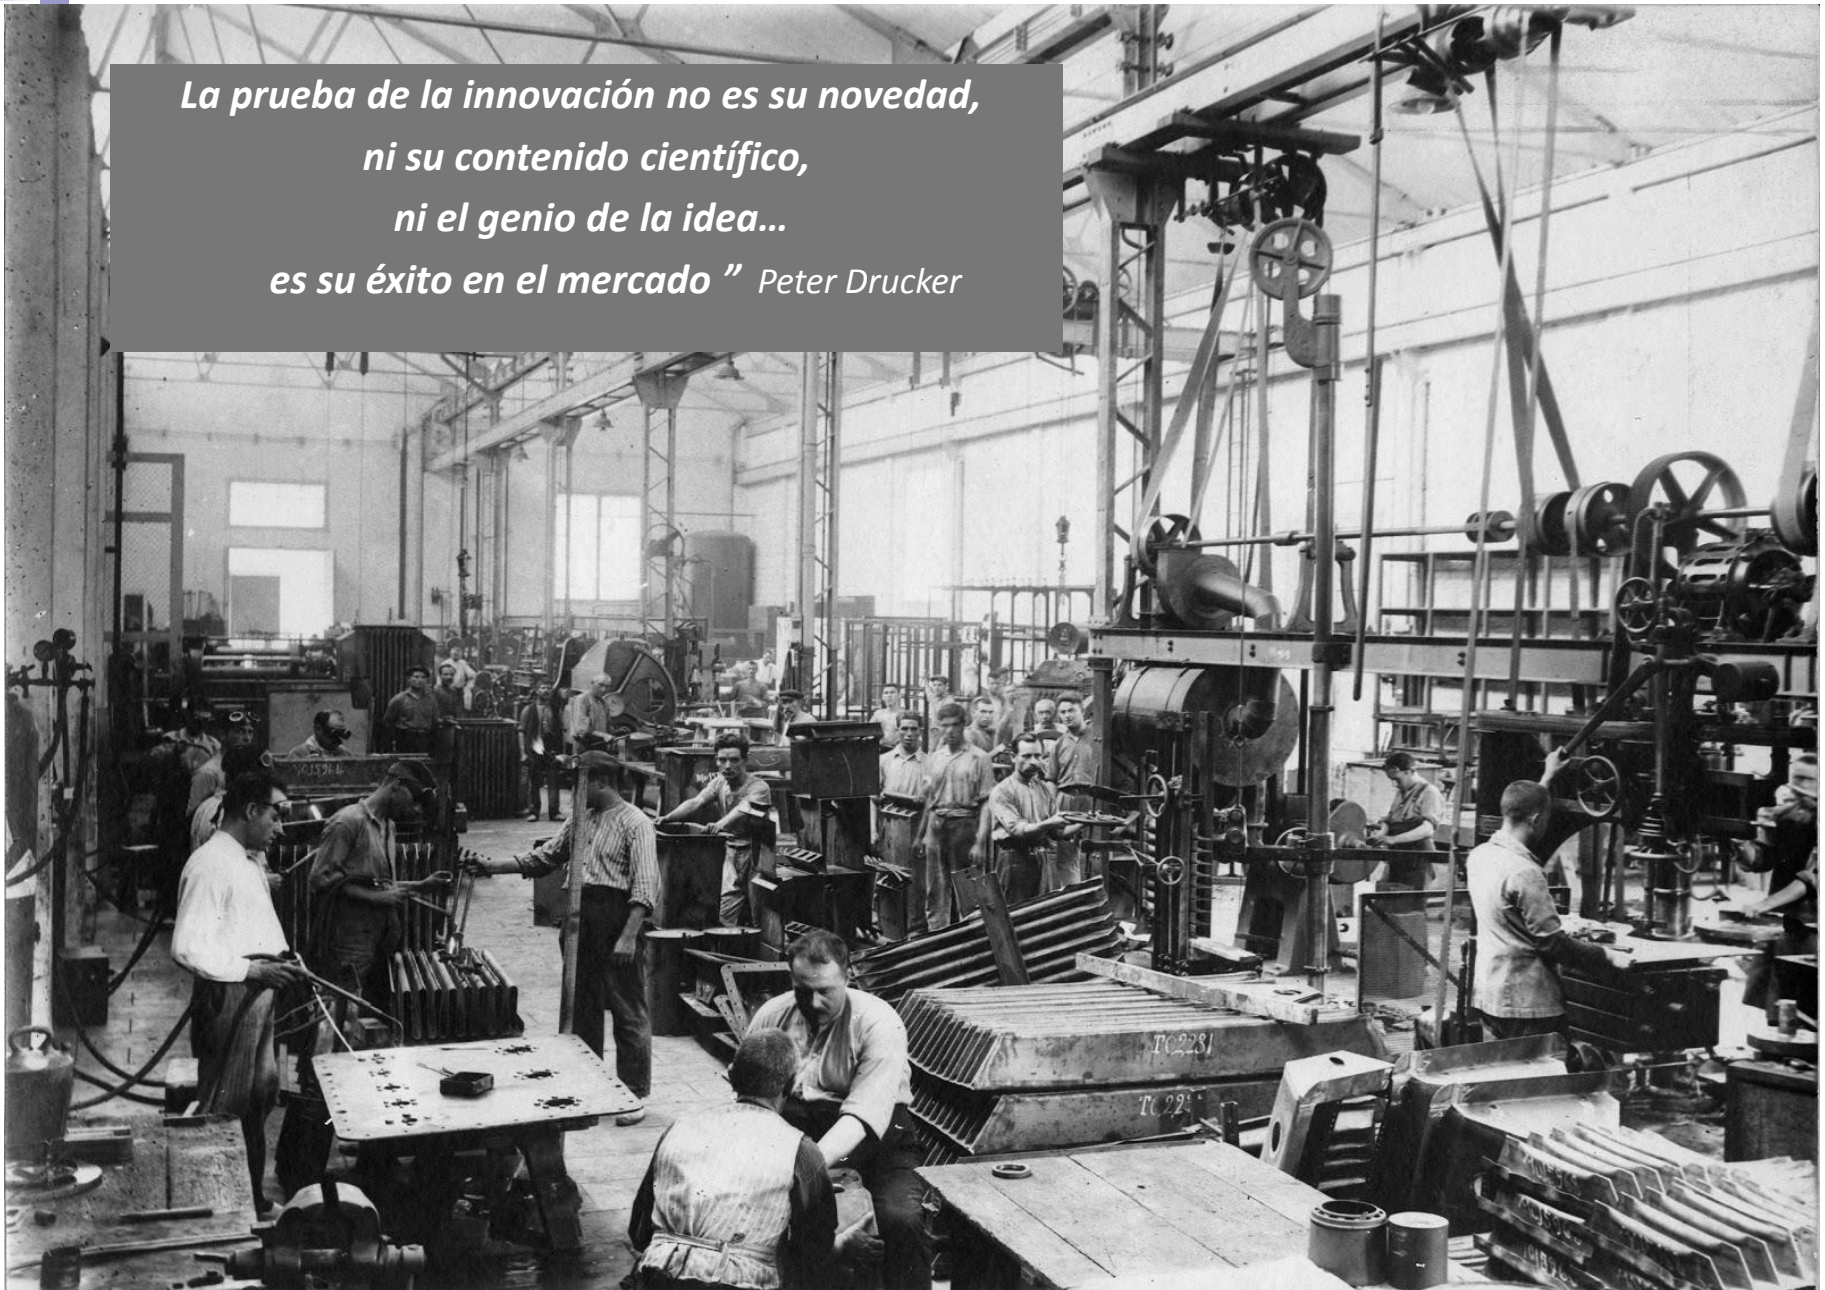 La prueba de la innovación no es su novedad,
ni su contenido científico,
ni el genio de la idea…
es su éxito en el mercado ” Peter Drucker
TC2231